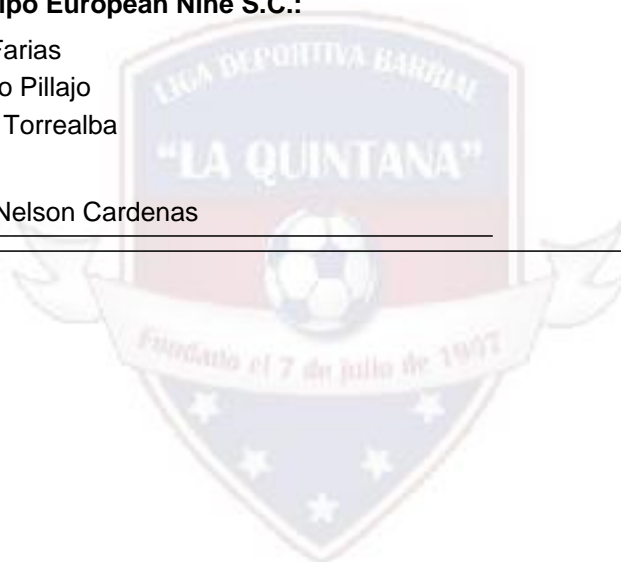 ipo European Nine S.C.:
Farias
o Pillajo
Torrealba
LIGA DEPORTIVA BARRIAL
"LA QUINTANA"
Nelson Cardenas
Fundado el 7 de julio de 1997